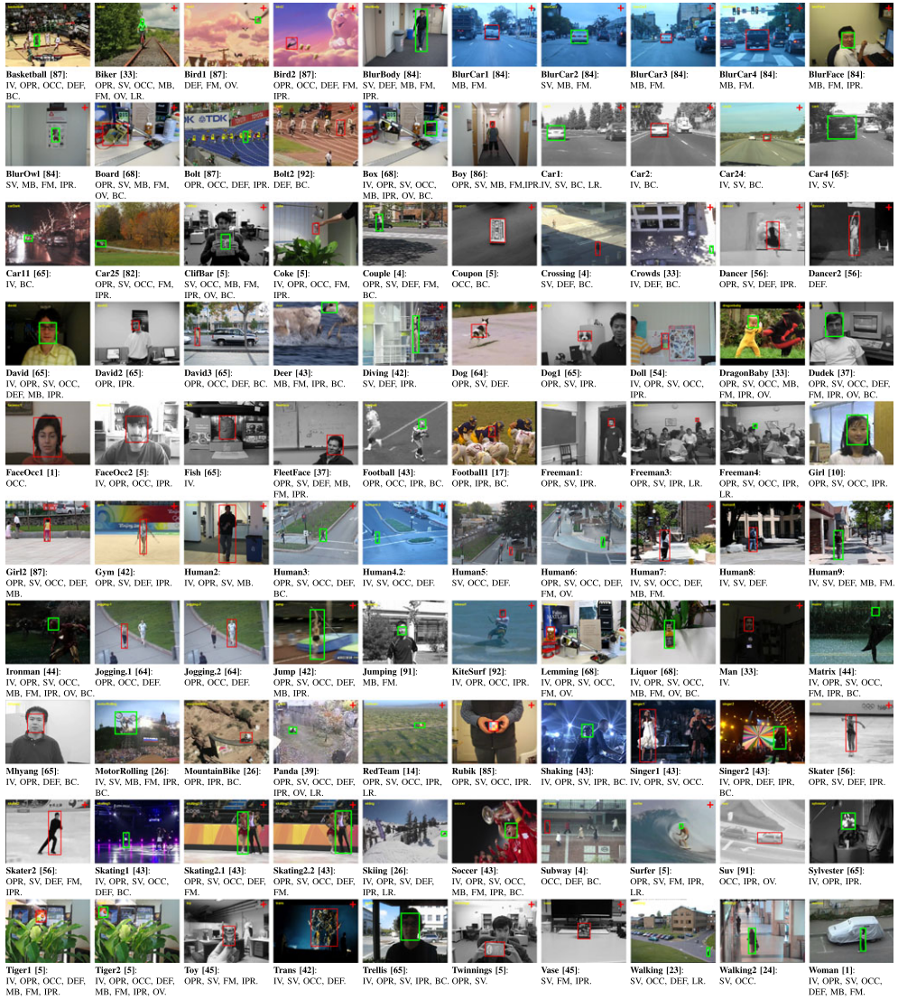 Basketball [87]:
IV, OPR, OCC, DEF,
BC.
Biker [33]:
OPR, SV, OCC, MB,
FM, OV, LR.
Bird1 [87]:
DEF, FM, OV.
Bird2 [87]:
OPR, OCC, DEF, FM,
IPR.
BlurBody [84]:
SV, DEF, MB, FM,
IPR.
BlurCar1 [84]:
MB, FM.
BlurCar2 [84]:
SV, MB, FM.
BlurCar3 [84]:
MB, FM.
BlurCar4 [84]:
MB, FM.
BlurFace [84]:
MB, FM, IPR.
BlurOwl [84]:
SV, MB, FM, IPR.
Board [68]:
OPR, SV, MB, FM,
OV, BC.
Bolt [87]:
OPR, OCC, DEF, IPR.
Bolt2 [92]:
DEF, BC.
Box [68]:
IV, OPR, SV, OCC,
MB, IPR, OV, BC.
Boy [86]:
OPR, SV, MB, FM,IPR.
Car1:
IV, SV, BC, LR.
Car2:
IV, BC.
Car24:
IV, SV, BC.
Car4 [65]:
IV, SV.
Car11 [65]:
IV, BC.
Car25 [82]:
OPR, SV, OCC, FM,
IPR.
ClifBar [5]:
SV, OCC, MB, FM,
IPR, OV, BC.
Coke [5]:
IV, OPR, OCC, FM,
IPR.
Couple [4]:
OPR, SV, DEF, FM,
BC.
Coupon [5]:
OCC, BC.
Crossing [4]:
SV, DEF, BC.
Crowds [33]:
IV, DEF, BC.
Dancer [56]:
OPR, SV, DEF, IPR.
Dancer2 [56]:
DEF.
David [65]:
IV, OPR, SV, OCC,
DEF, MB, IPR.
David2 [65]:
OPR, IPR.
David3 [65]:
OPR, OCC, DEF, BC.
Deer [43]:
MB, FM, IPR, BC.
Diving [42]:
SV, DEF, IPR.
Dog [64]:
OPR, SV, DEF.
Dog1 [65]:
OPR, SV, IPR.
Doll [54]:
IV, OPR, SV, OCC,
IPR.
DragonBaby [33]:
OPR, SV, OCC, MB,
FM, IPR, OV.
Dudek [37]:
OPR, SV, OCC, DEF,
FM, IPR, OV, BC.
FaceOcc1 [1]:
OCC.
FaceOcc2 [5]:
IV, OPR, OCC, IPR.
Fish [65]:
IV.
FleetFace [37]:
OPR, SV, DEF, MB,
FM, IPR.
Football [43]:
OPR, OCC, IPR, BC.
Football1 [17]:
OPR, IPR, BC.
Freeman1:
OPR, SV, IPR.
Freeman3:
OPR, SV, IPR, LR.
Freeman4:
OPR, SV, OCC, IPR,
LR.
Girl [10]:
OPR, SV, OCC, IPR.
Girl2 [87]:
OPR, SV, OCC, DEF,
MB.
Gym [42]:
OPR, SV, DEF, IPR.
Human2:
IV, OPR, SV, MB.
Human3:
OPR, SV, OCC, DEF,
BC.
Human4.2:
IV, SV, OCC, DEF.
Human5:
SV, OCC, DEF.
Human6:
OPR, SV, OCC, DEF,
FM, OV.
Human7:
IV, SV, OCC, DEF,
MB, FM.
Human8:
IV, SV, DEF.
Human9:
IV, SV, DEF, MB, FM.
Ironman [44]:
IV, OPR, SV, OCC,
MB, FM, IPR, OV, BC.
Jogging.1 [64]:
OPR, OCC, DEF.
Jogging.2 [64]:
OPR, OCC, DEF.
Jump [42]:
OPR, SV, OCC, DEF,
MB, IPR.
Jumping [91]:
MB, FM.
KiteSurf [92]:
IV, OPR, OCC, IPR.
Lemming [68]:
IV, OPR, SV, OCC,
FM, OV.
Liquor [68]:
IV, OPR, SV, OCC,
MB, FM, OV, BC.
Man [33]:
IV.
Matrix [44]:
IV, OPR, SV, OCC,
FM, IPR, BC.
Mhyang [65]:
IV, OPR, DEF, BC.
MotorRolling [26]:
IV, SV, MB, FM, IPR,
BC.
MountainBike [26]:
OPR, IPR, BC.
Panda [39]:
OPR, SV, OCC, DEF,
IPR, OV, LR.
RedTeam [14]:
OPR, SV, OCC, IPR,
LR.
Rubik [85]:
OPR, SV, OCC, IPR.
Shaking [43]:
IV, OPR, SV, IPR, BC.
Singer1 [43]:
IV, OPR, SV, OCC.
Singer2 [43]:
IV, OPR, DEF, IPR,
BC.
Skater [56]:
OPR, SV, DEF, IPR.
Skater2 [56]:
OPR, SV, DEF, FM,
IPR.
Skating1 [43]:
IV, OPR, SV, OCC,
DEF, BC.
Skating2.1 [43]:
OPR, SV, OCC, DEF,
FM.
Skating2.2 [43]:
OPR, SV, OCC, DEF,
FM.
Skiing [26]:
IV, OPR, SV, DEF,
IPR, LR.
Soccer [43]:
IV, OPR, SV, OCC,
MB, FM, IPR, BC.
Subway [4]:
OCC, DEF, BC.
Surfer [5]:
OPR, SV, FM, IPR,
LR.
Suv [91]:
OCC, IPR, OV.
Sylvester [65]:
IV, OPR, IPR.
Tiger1 [5]:
IV, OPR, OCC, DEF,
MB, FM, IPR.
Tiger2 [5]:
IV, OPR, OCC, DEF,
MB, FM, IPR, OV.
Toy [45]:
OPR, SV, FM, IPR.
Trans [42]:
IV, SV, OCC, DEF.
Trellis [65]:
IV, OPR, SV, IPR, BC.
Twinnings [5]:
OPR, SV.
Vase [45]:
SV, FM, IPR.
Walking [23]:
SV, OCC, DEF, LR.
Walking2 [24]:
SV, OCC.
Woman [1]:
IV, OPR, SV, OCC,
DEF, MB, FM.